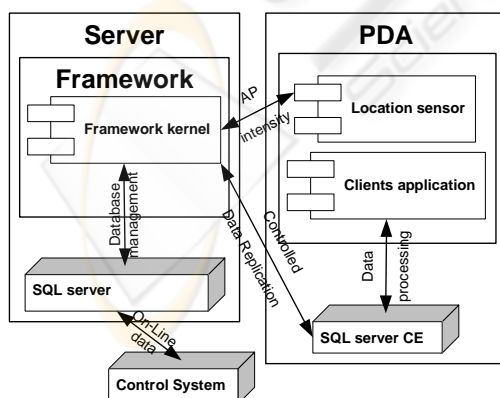 Server
PDA
Framework
Framework kernel
Location sensor
Clients application
AP
intensity
Database
management
Controlled
Data Replication
Data
processing
SQL server
SQL server CE
On-Line
data
Control System